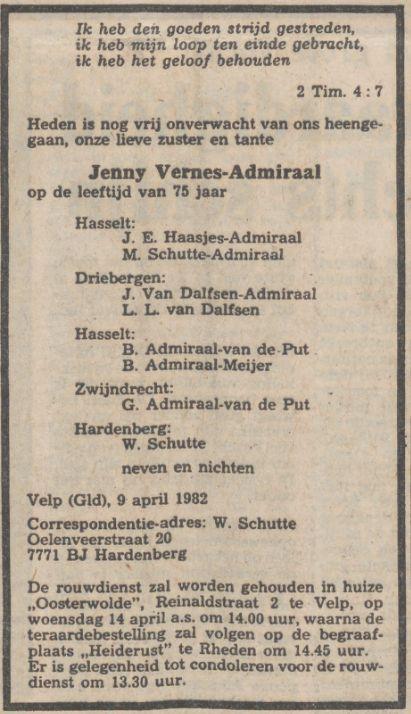 Ik heb den goeden strijd gestreden,
ik heb mijn loop ten einde gebracht,
ik heb het geloof behouden
2 Tim. 4 : 7
Heden is nog vrij onverwacht van ons heenge-
gaan, onze lieve zuster en tante
Jenny Vernes-Admiraal
op de leeftijd van 75 jaar
Hasselt:
J. E. Haasjes-Admiraal
M. Schutte-Admiraal
Driebergen:
J. Van Dalfsen-Admiraal
L. L. van Dalfsen
Hasselt:
B. Admiraal-van de Put
B. Admiraal-Meijer
Zwijndrecht:
G. Admiraal-van de Put
Hardenberg:
W. Schutte
neven en nichten
Velp (Gld), 9 april 1982
Correspondentie-adres: W. Schutte
Oelenveerstraat 20
7771 BJ Hardenberg
De rouwdienst zal worden gehouden in huize
„Oosterwolde”, Reinaldstraat 2 te Velp, op
woensdag 14 april a.s. om 14.00 uur, waarna de
teraardebestelling zal volgen op de begraaf-
plaats „Heiderust” te Rheden om 14.45 uur.
Er is gelegenheid tot condoleren voor de rouw-
dienst om 13.30 uur.